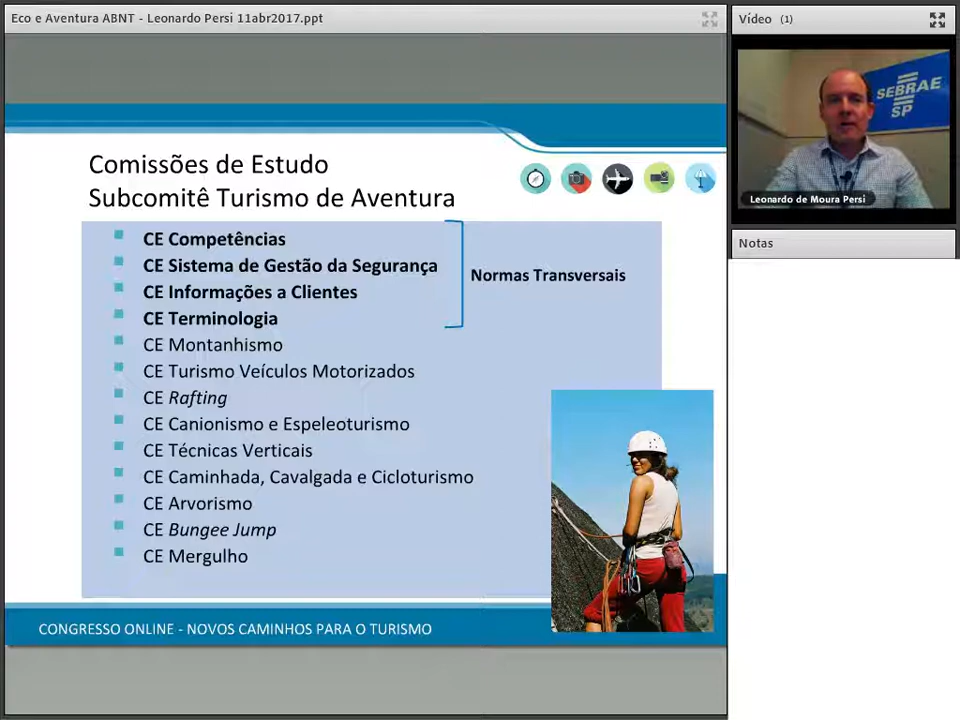 Eco e Aventura ABNT - Leonardo Persi 11abr2017.ppt
Comissões de Estudo
Subcomitê Turismo de Aventura
CE Competências
CE Sistema de Gestão da Segurança
CE Informações a Clientes
CE Terminologia
Normas Transversais
CE Montanhismo
CE Turismo Veículos Motorizados
CE Rafting
CE Canionismo e Espeleoturismo
CE Técnicas Verticais
CE Caminhada, Cavalgada e Cicloturismo
CE Arvorismo
CE Bungee Jump
CE Mergulho
CONGRESSO ONLINE - NOVOS CAMINHOS PARA O TURISMO
Vídeo (1)
SEBRAE
SP
Leonardo de Moura Persi
Notas